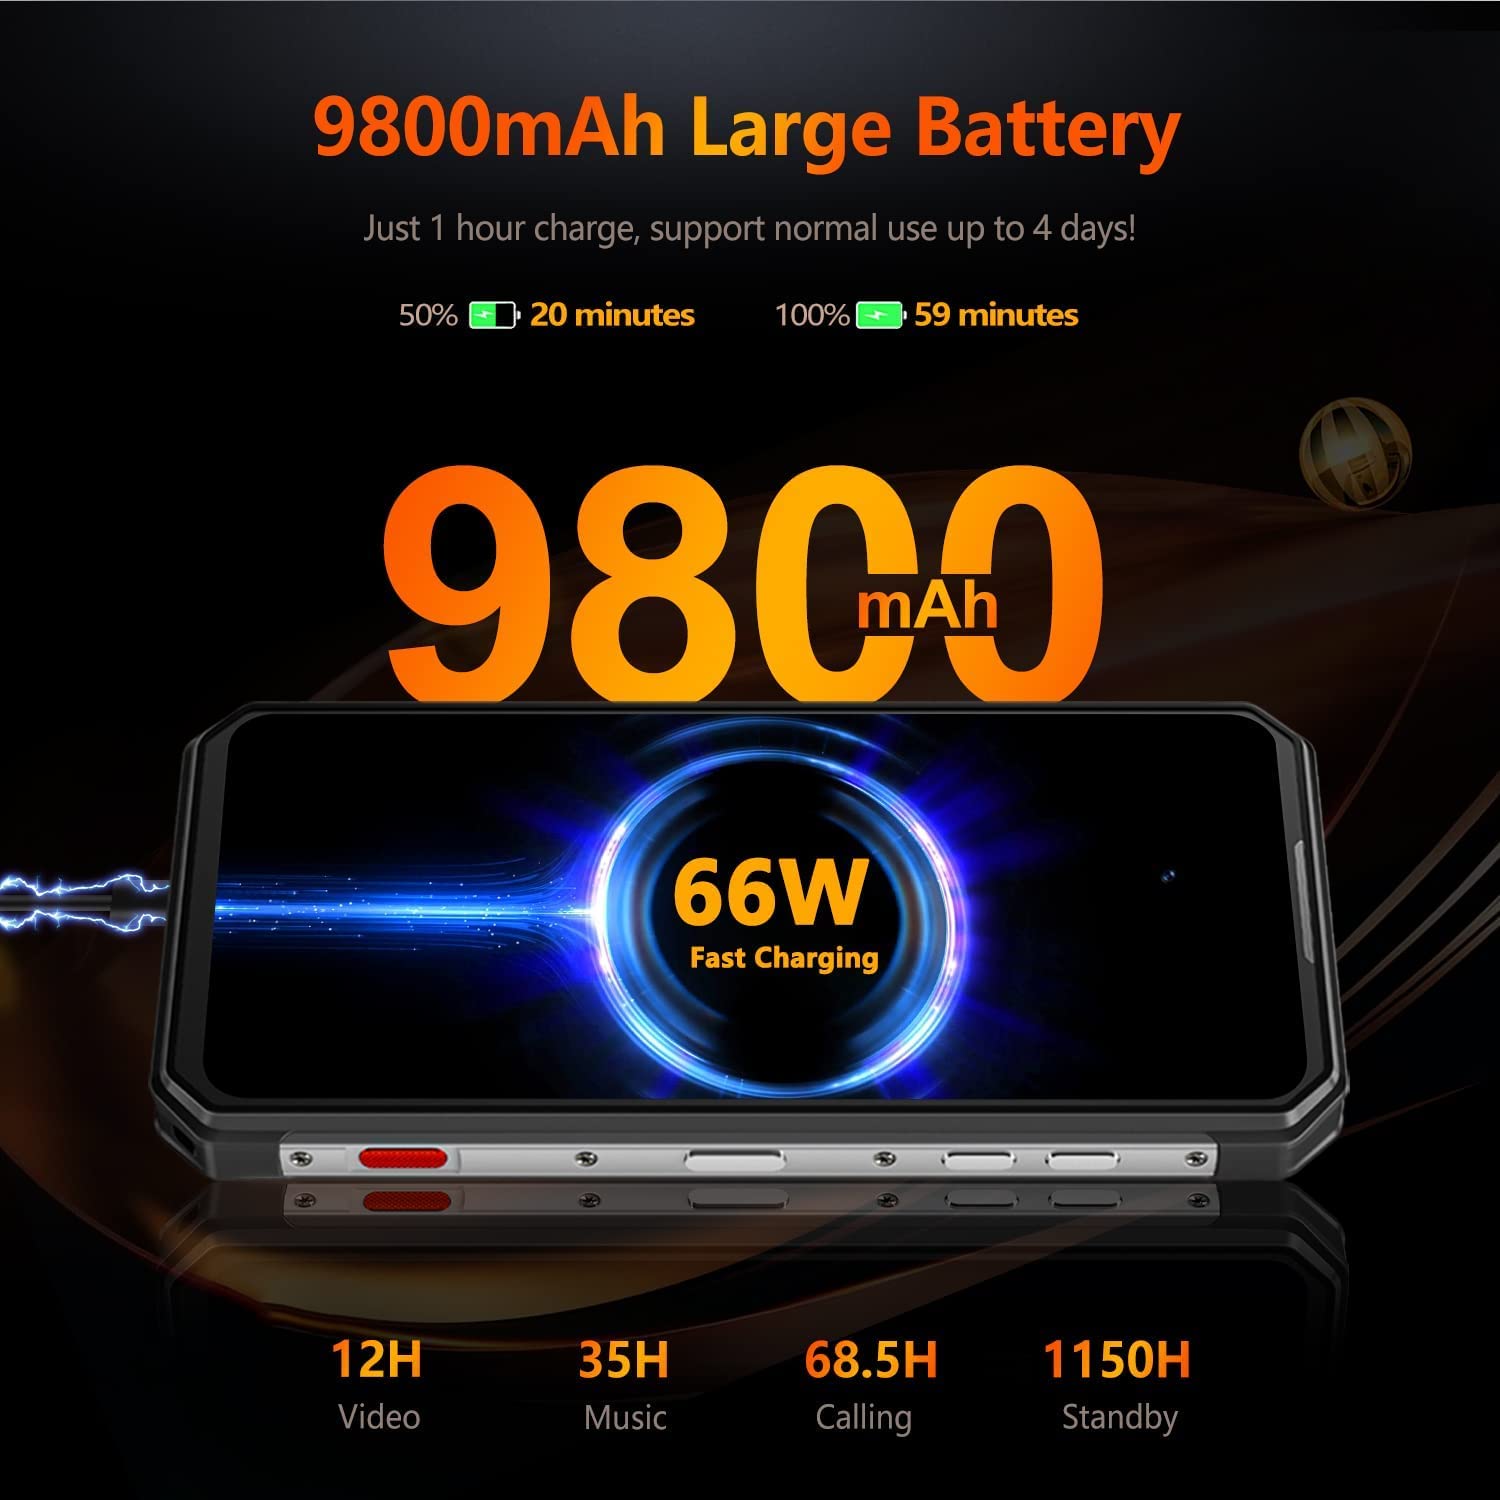 9800mAh Large Battery
Just 1 hour charge, support normal use up to 4 days!
50% 20 minutes 100% 59 minutes
9800
mAh
66W
Fast Charging
12H 35H 68.5H 1150H
Video Music Calling Standby